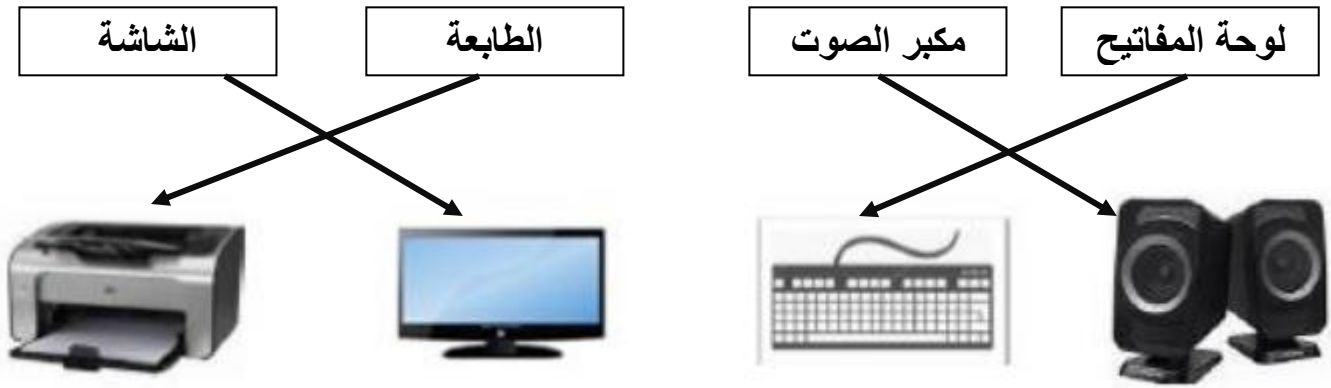 لوحة المفاتيح
مكبر الصوت
الطابعة
الشاشة